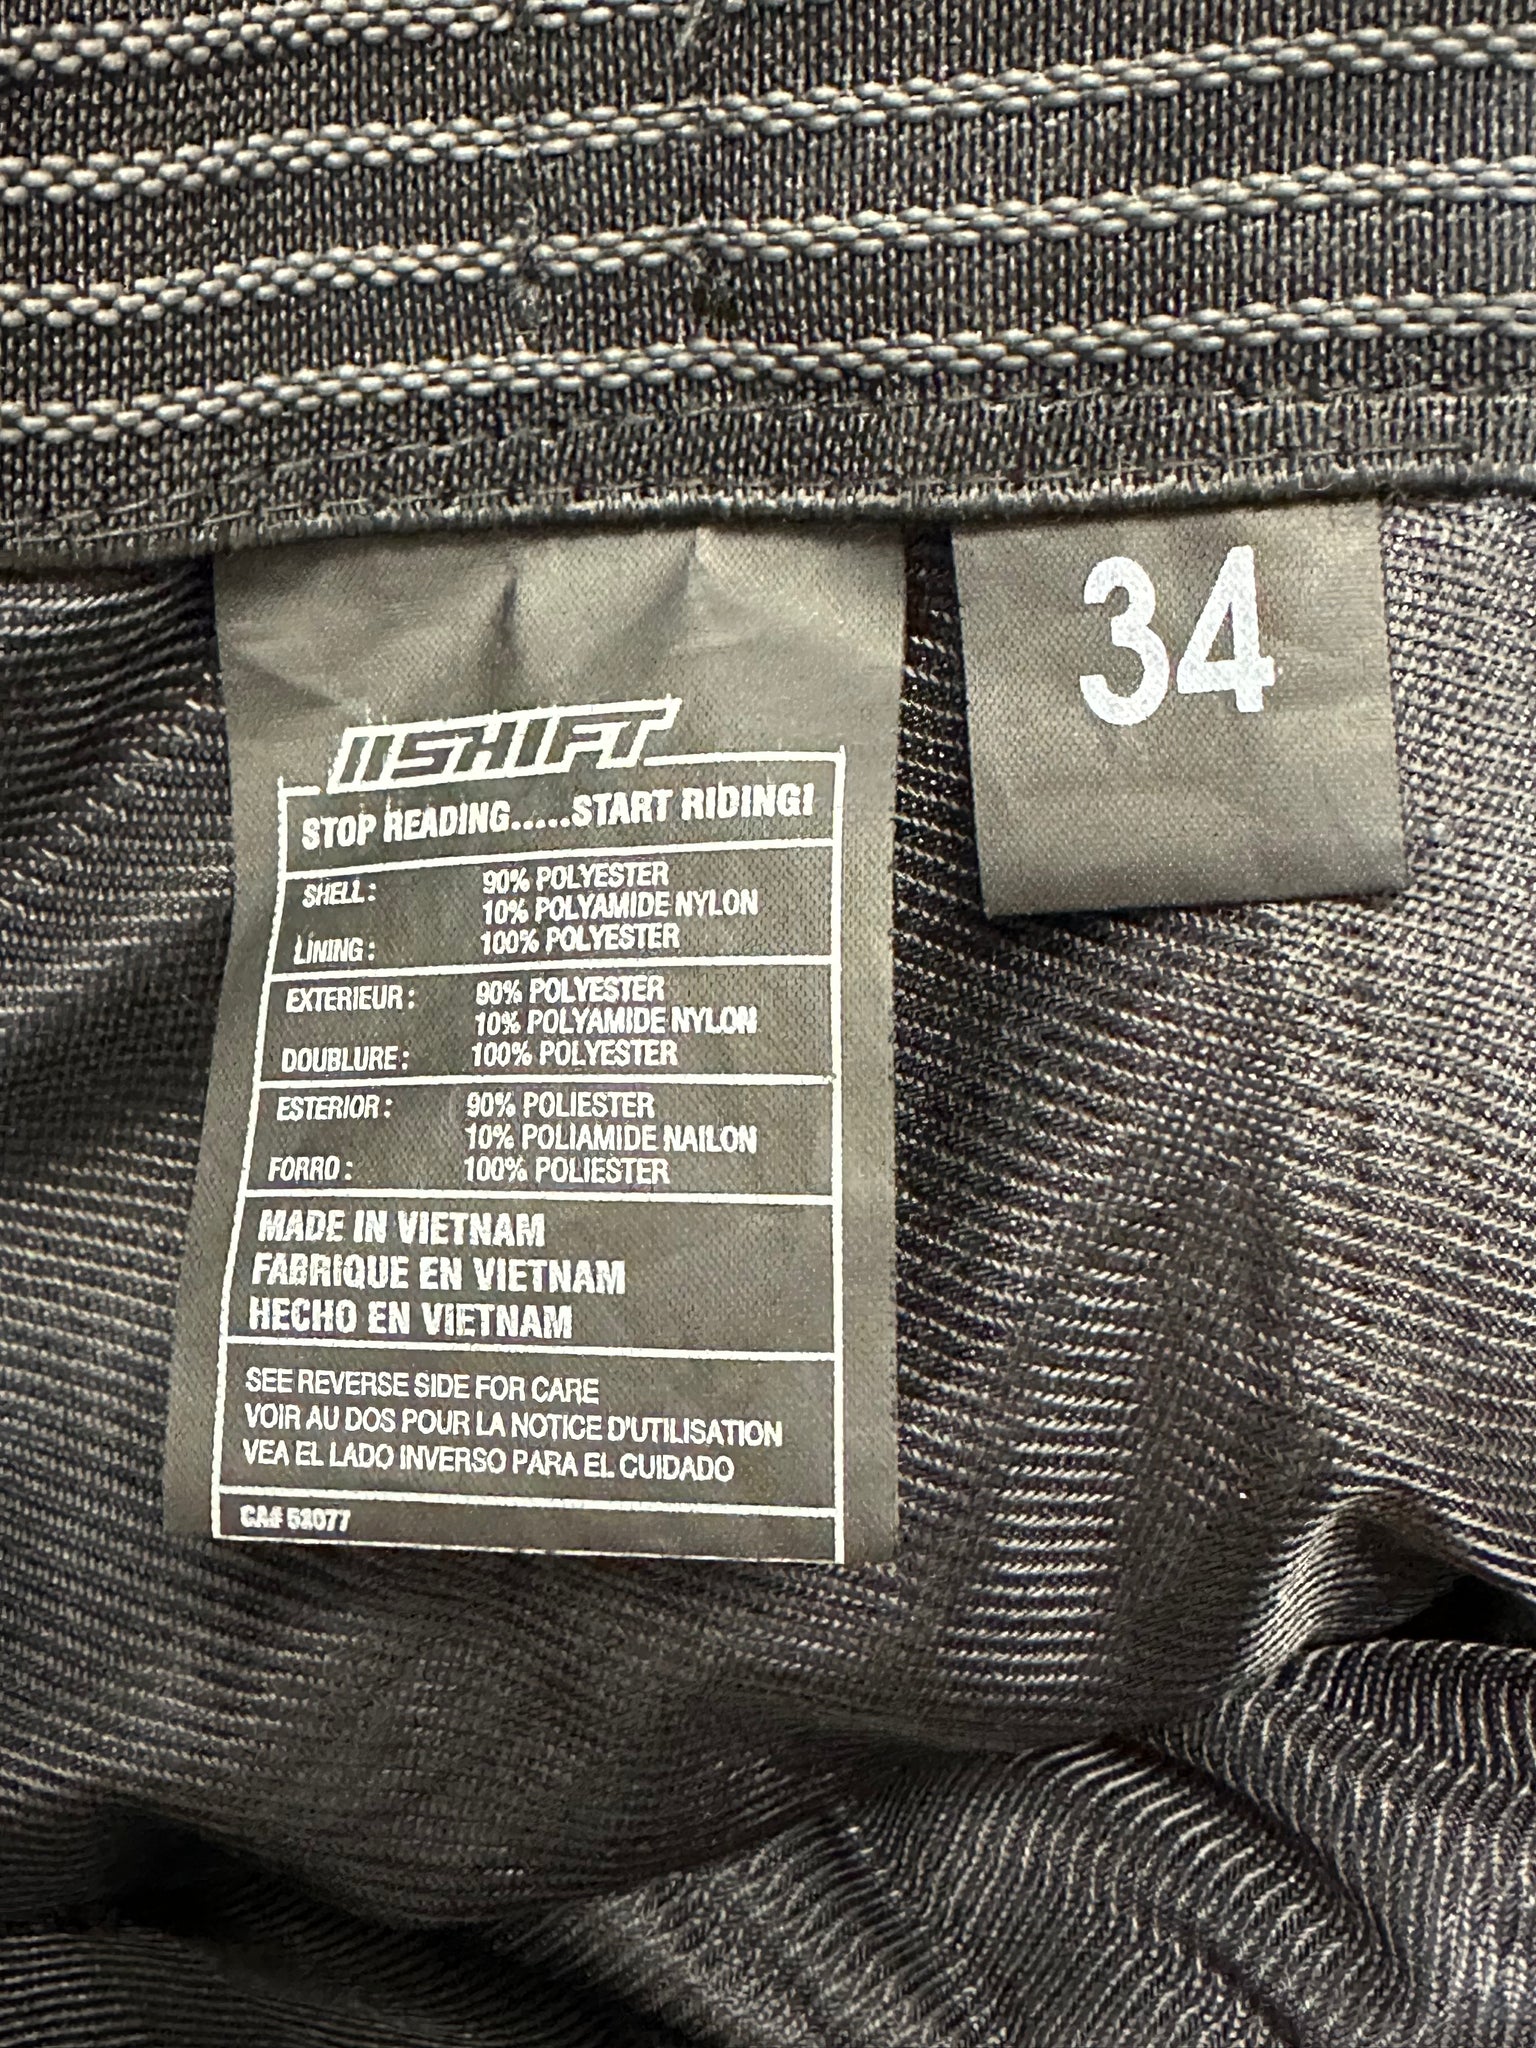 SHIFT
34
STOP READING.....START RIDING!
SHELL: 90% POLYESTER
10% POLYAMIDE NYLON
LINING: 100% POLYESTER
EXTERIEUR: 90% POLYESTER
10% POLYAMIDE NYLON
DOUBLURE: 100% POLYESTER
ESTERIOR: 90% POLIESTER
10% POLIAMIDE NAILON
FORRO: 100% POLIESTER
MADE IN VIETNAM
FABRIQUE EN VIETNAM
HECHO EN VIETNAM
SEE REVERSE SIDE FOR CARE
VOIR AU DOS POUR LA NOTICE D'UTILISATION
VEA EL LADO INVERSO PARA EL CUIDADO
CA#